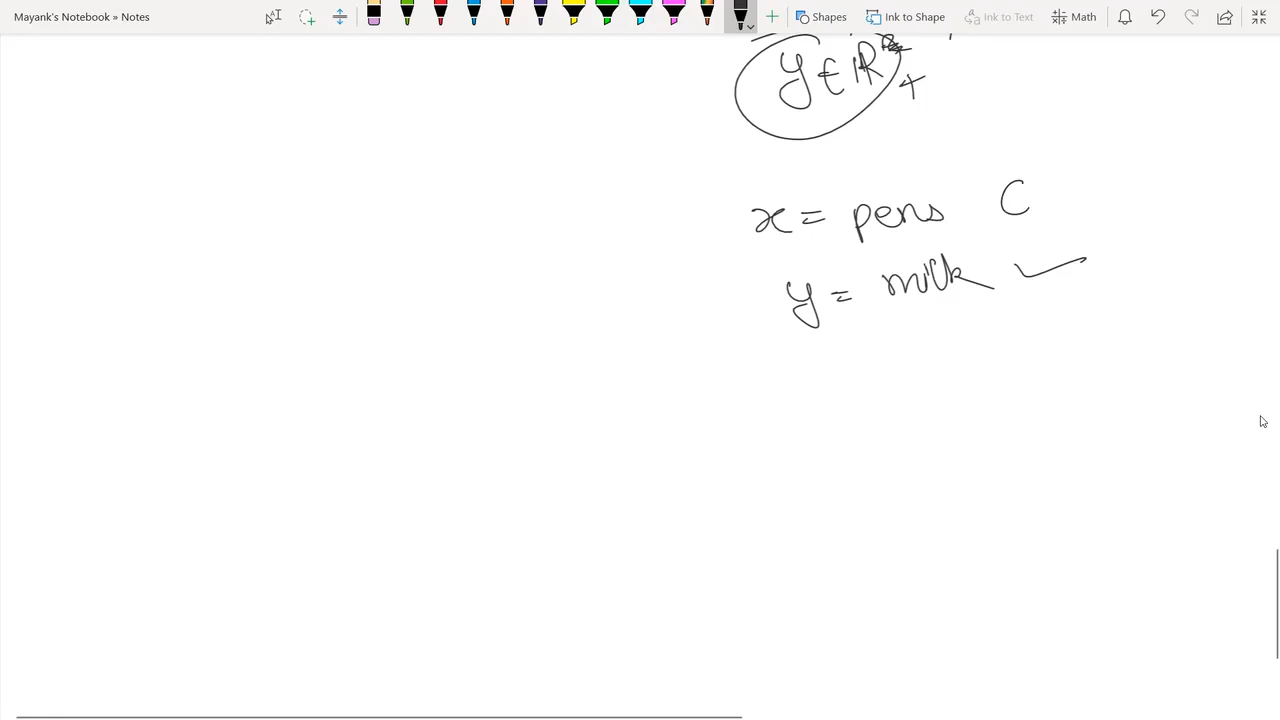 Mayank's Notebook » Notes
Shapes
Ink to Shape
Ink to Text
Math
y ∈ ℝ +
x = pens C
y = milk ✓